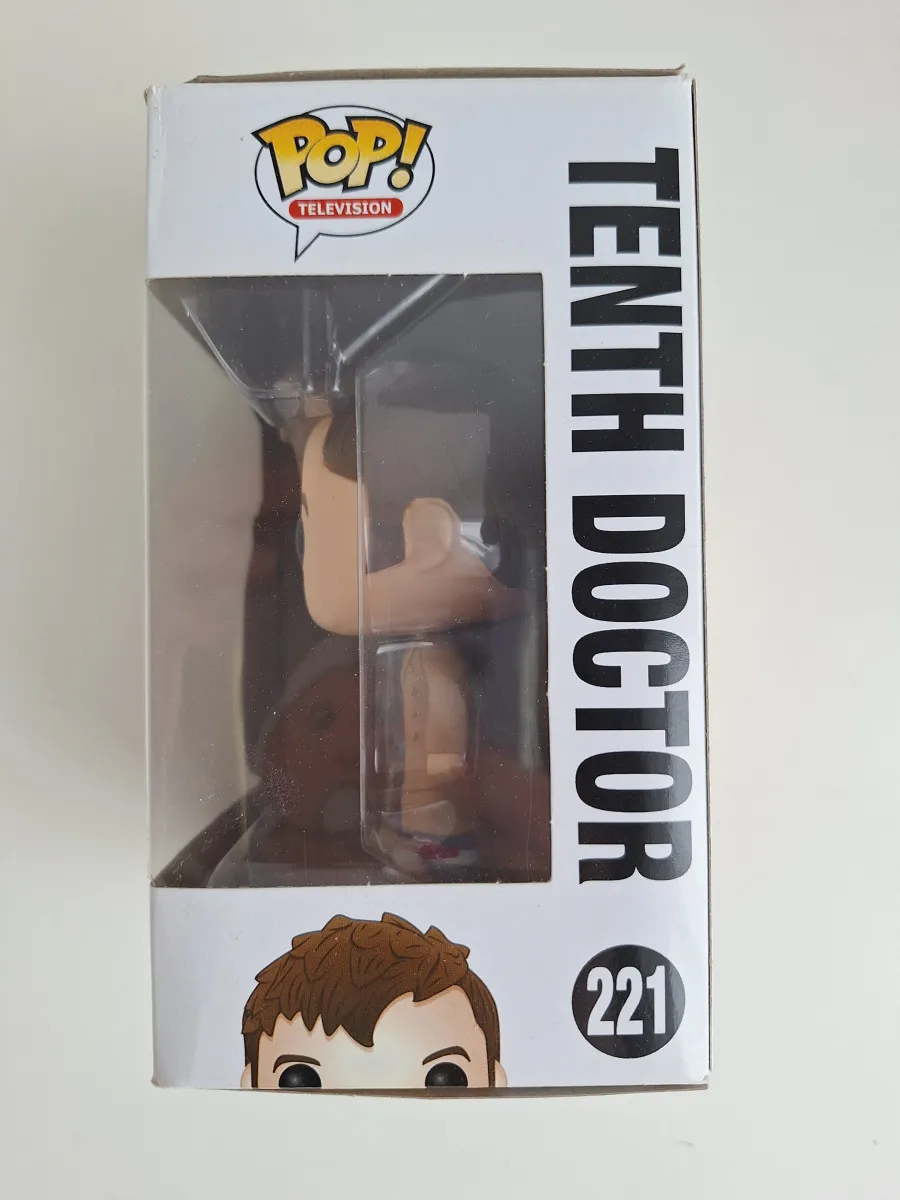 POP!
TELEVISION
TENTH DOCTOR
221